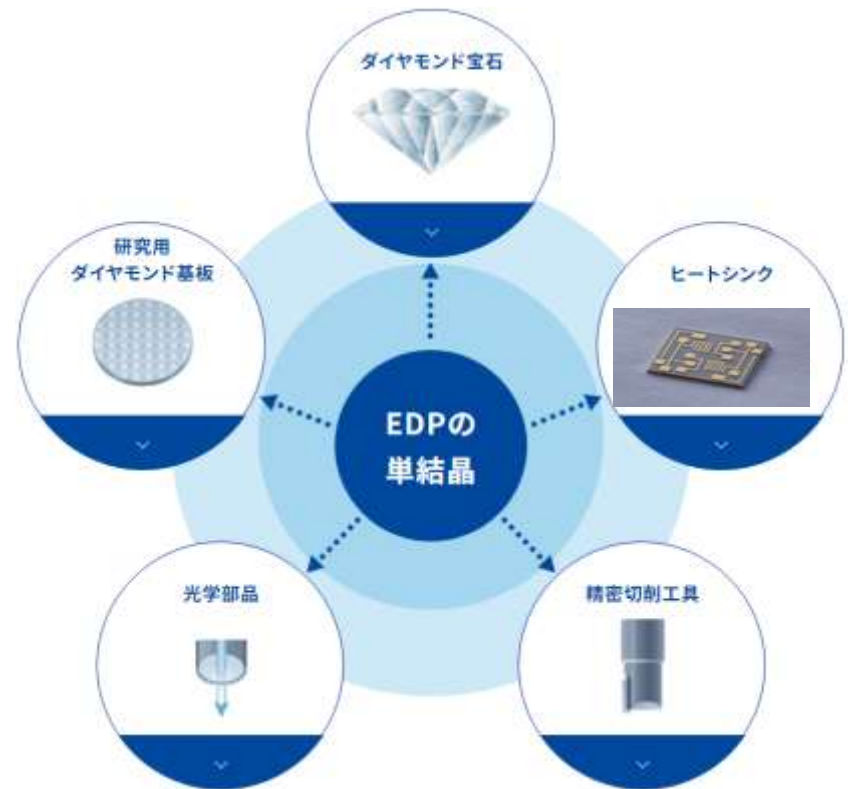 ダイヤモンド宝石
研究用
ダイヤモンド基板
ヒートシンク
EDPの
単結晶
光学部品
精密切削工具